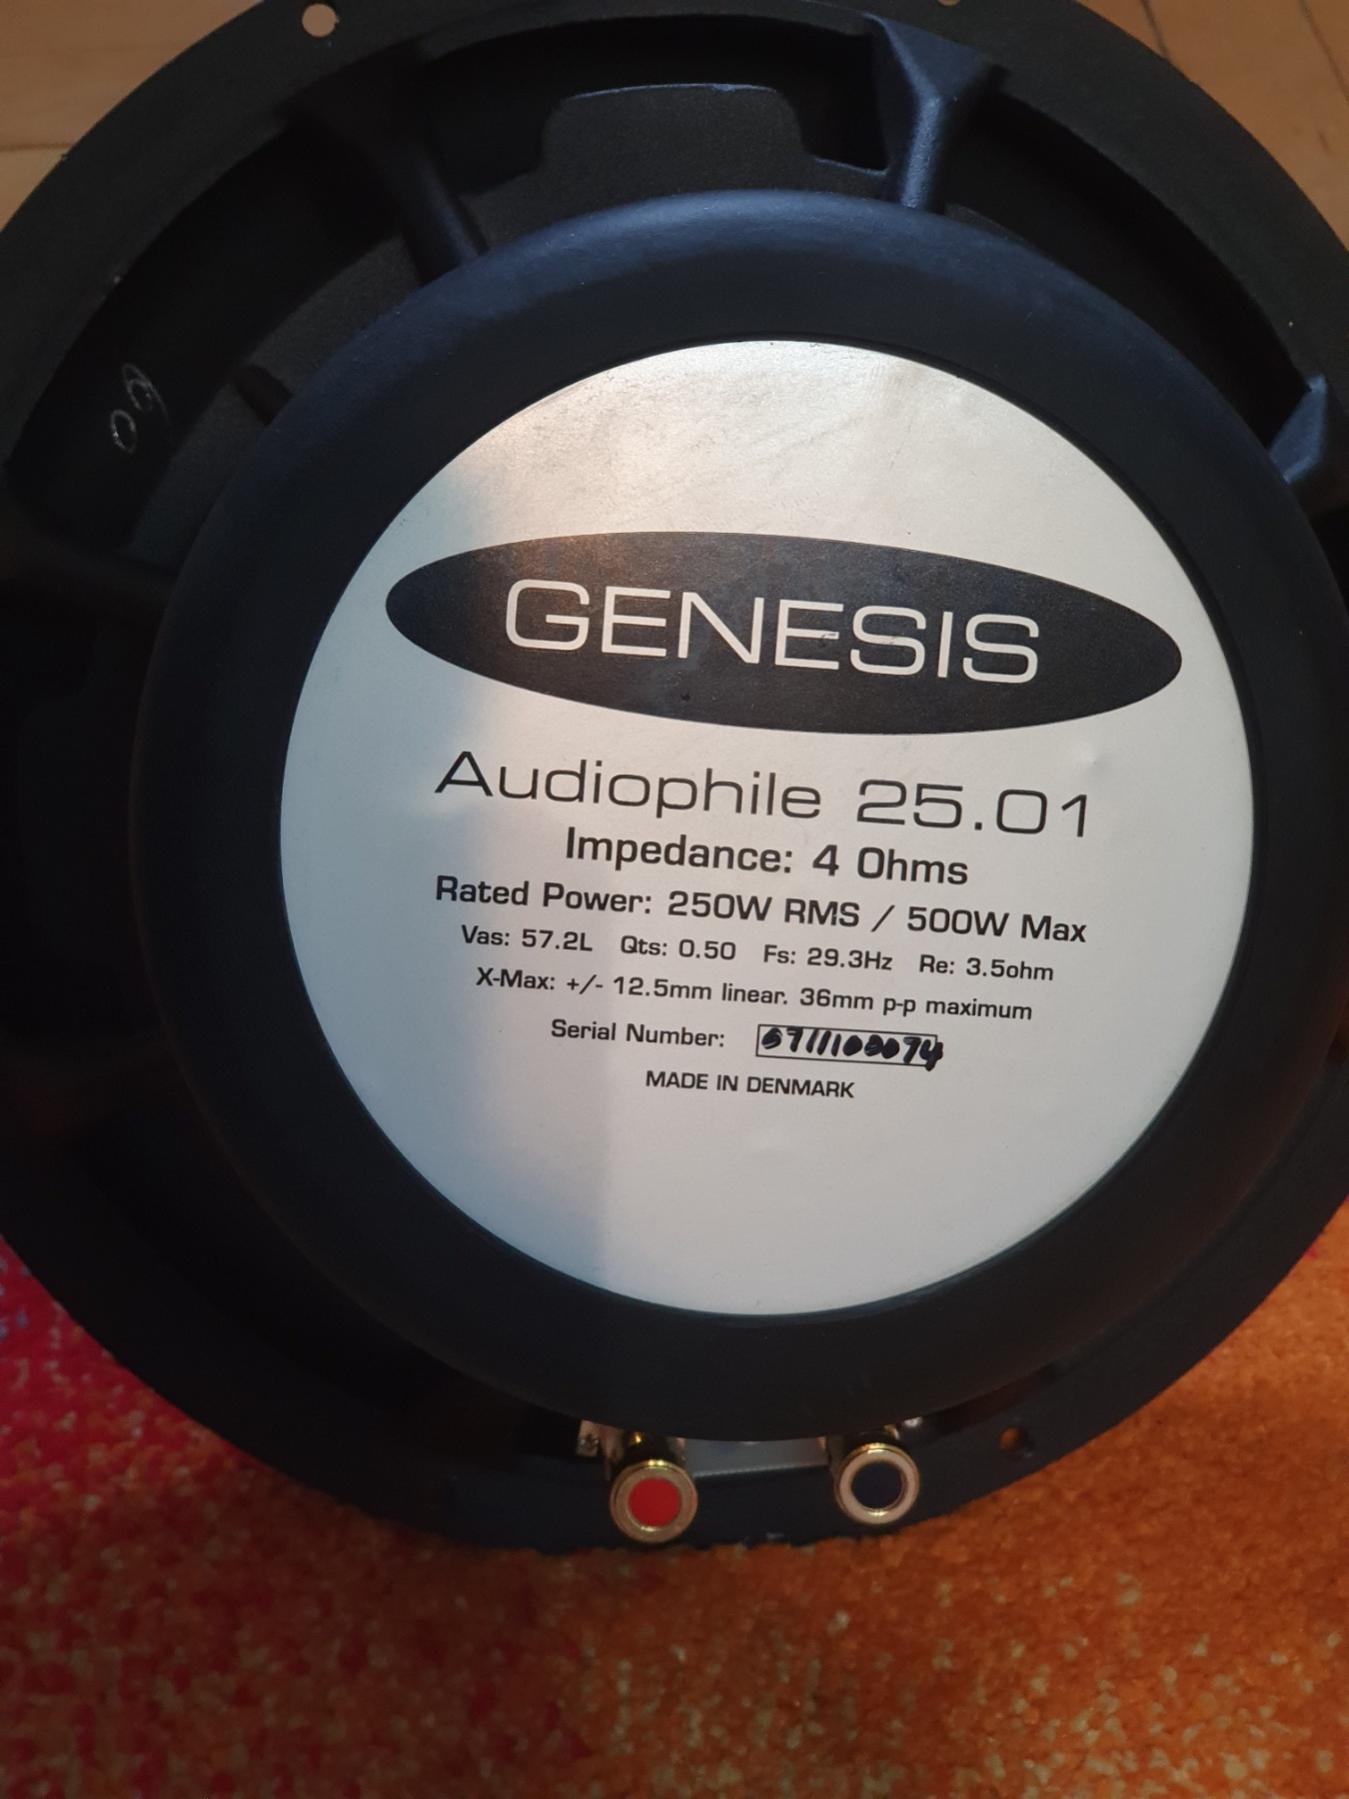 09
GENESIS
Audiophile 25.01
Impedance: 4 Ohms
Rated Power: 250W RMS / 500W Max
Vas: 57.2L Qts: 0.50 Fs: 29.3Hz Re: 3.5ohm
X-Max: +/- 12.5mm linear. 36mm p-p maximum
Serial Number:
MADE IN DENMARK